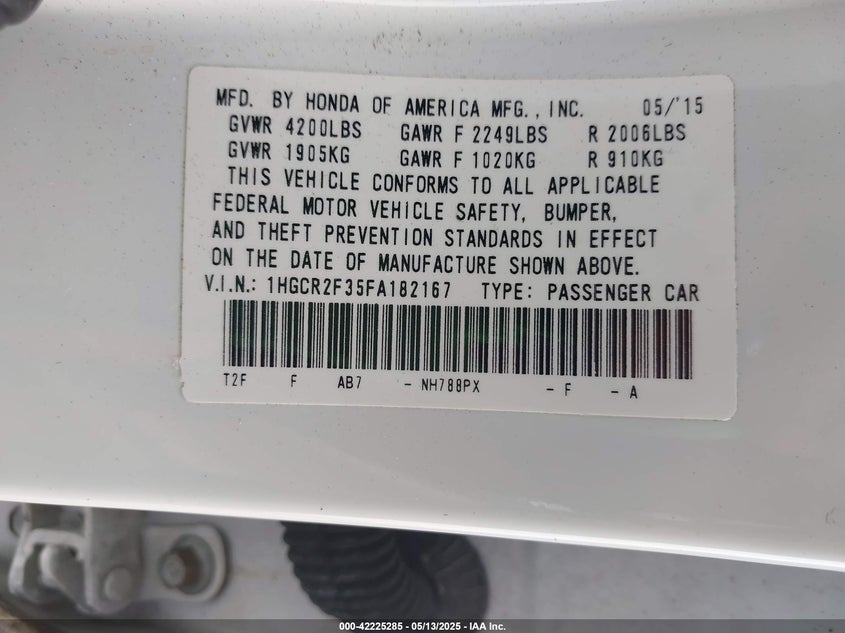 MFD. BY HONDA OF AMERICA MFG., INC. 05/'15
GVWR 4200LBS GAWR F 2249LBS R 2006LBS
GVWR 1905KG GAWR F 1020KG R 910KG
THIS VEHICLE CONFORMS TO ALL APPLICABLE
FEDERAL MOTOR VEHICLE SAFETY, BUMPER,
AND THEFT PREVENTION STANDARDS IN EFFECT
ON THE DATE OF MANUFACTURE SHOWN ABOVE.
V.I.N.: 1HGCR2F35FA182167 TYPE: PASSENGER CAR
T2F F AB7 - NH788PX - F - A
000-42225285 - 05/13/2025 - IAA Inc.